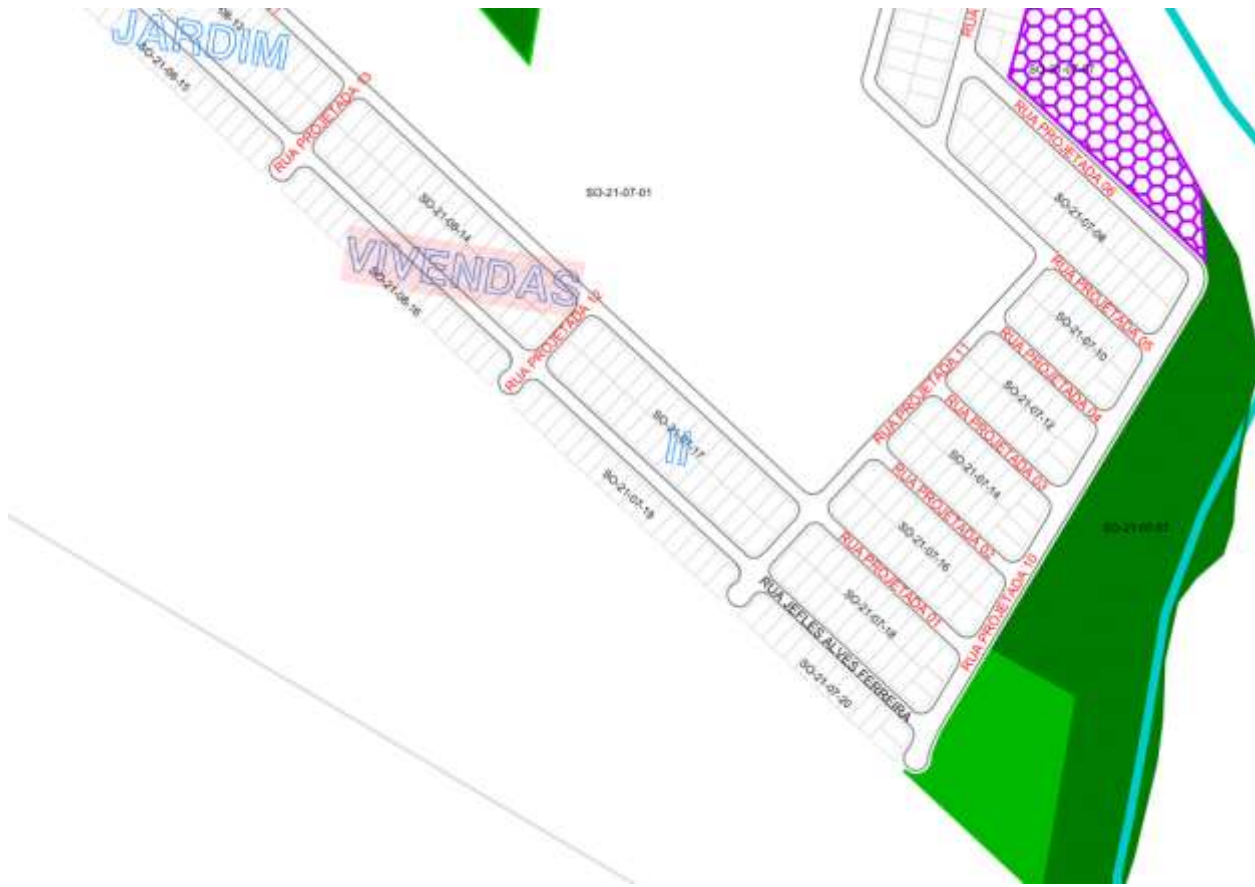 JARDIM
SO-21-08-15
RUA PROJETADA 13
SO-21-07-01
RUA PROJETADA 06
SO-21-07-08
SO-21-08-14
VIVENDAS
SO-21-08-16
RUA PROJETADA 12
RUA PROJETADA 05
SO-21-07-10
RUA PROJETADA 04
RUA PROJETADA 11
SO-21-07-12
RUA PROJETADA 03
SO-21-07-14
II
SO-21-07-19
RUA PROJETADA 02
SO-21-07-16
RUA PROJETADA 01
SO-21-07-18
RUA PROJETADA 10
RUA JEFLES ALVES FERREIRA
SO-21-07-20